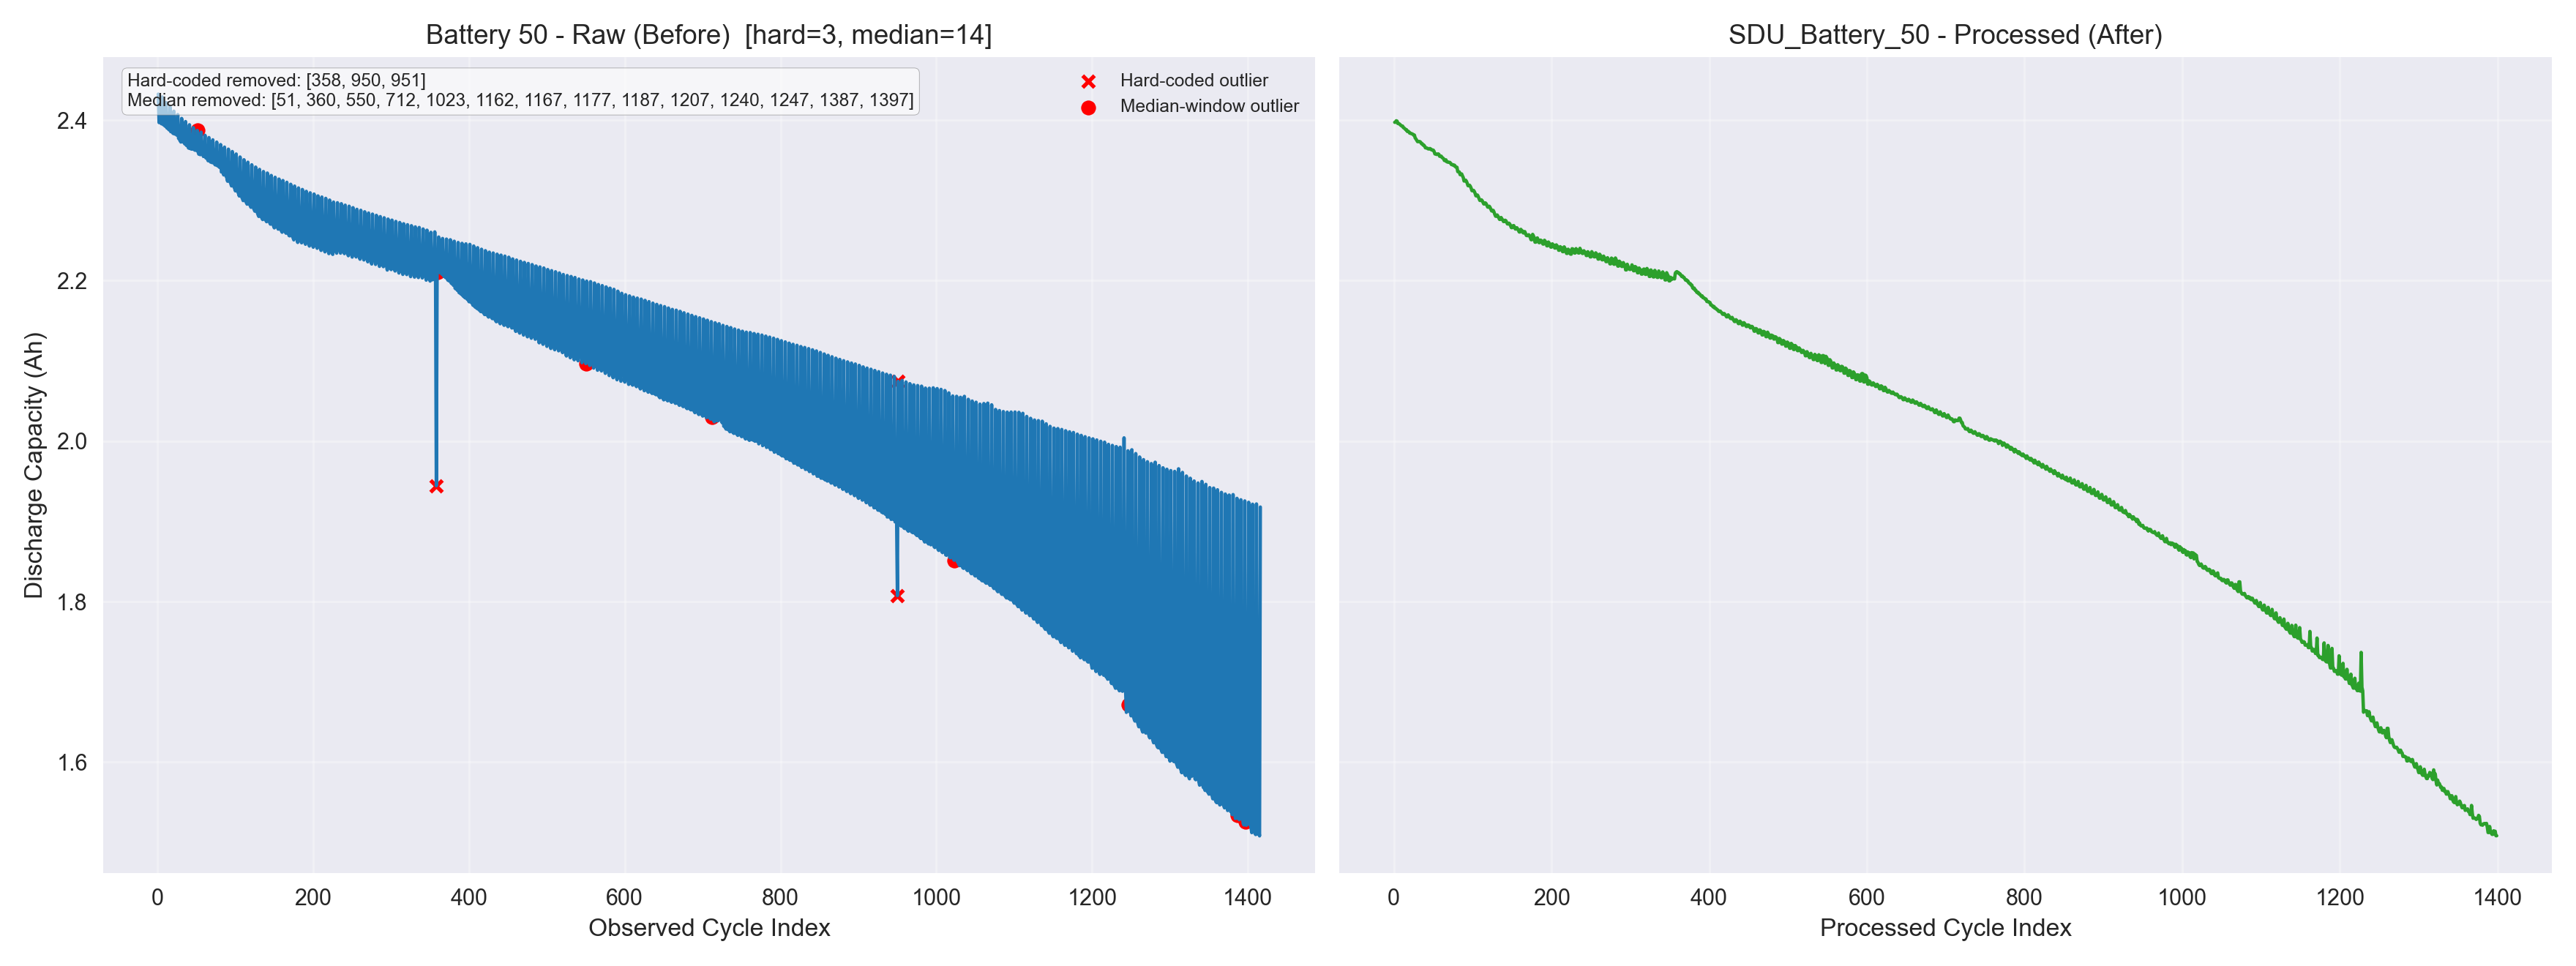 Battery 50 - Raw (Before)  [hard=3, median=14]
Hard-coded removed: [358, 950, 951]
Median removed: [51, 360, 550, 712, 1023, 1162, 1167, 1177, 1187, 1207, 1240, 1247, 1387, 1397]
Hard-coded outlier
Median-window outlier
Discharge Capacity (Ah)
2.4
2.2
2.0
1.8
1.6
0 200 400 600 800 1000 1200 1400
Observed Cycle Index
SDU_Battery_50 - Processed (After)
0 200 400 600 800 1000 1200 1400
Processed Cycle Index